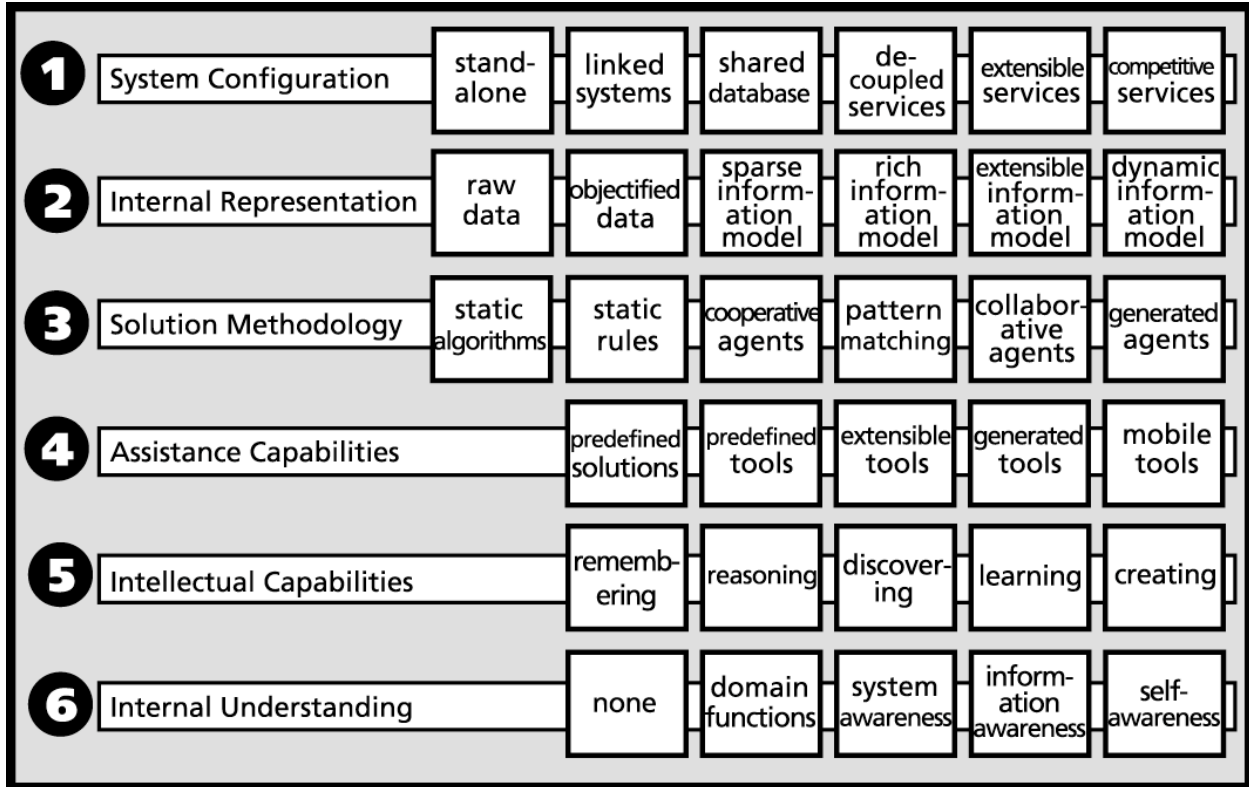 1
System Configuration
stand-
alone
linked
systems
shared
database
de-
coupled
services
extensible
services
competitive
services
2
Internal Representation
raw
data
objectified
data
sparse
inform-
ation
model
rich
inform-
ation
model
extensible
inform-
ation
model
dynamic
inform-
ation
model
3
Solution Methodology
static
algorithms
static
rules
cooperative
agents
pattern
matching
collabor-
ative
agents
generated
agents
4
Assistance Capabilities
predefined
solutions
predefined
tools
extensible
tools
generated
tools
mobile
tools
5
Intellectual Capabilities
rememb-
ering
reasoning
discover-
ing
learning
creating
6
Internal Understanding
none
domain
functions
system
awareness
inform-
ation
awareness
self-
awareness